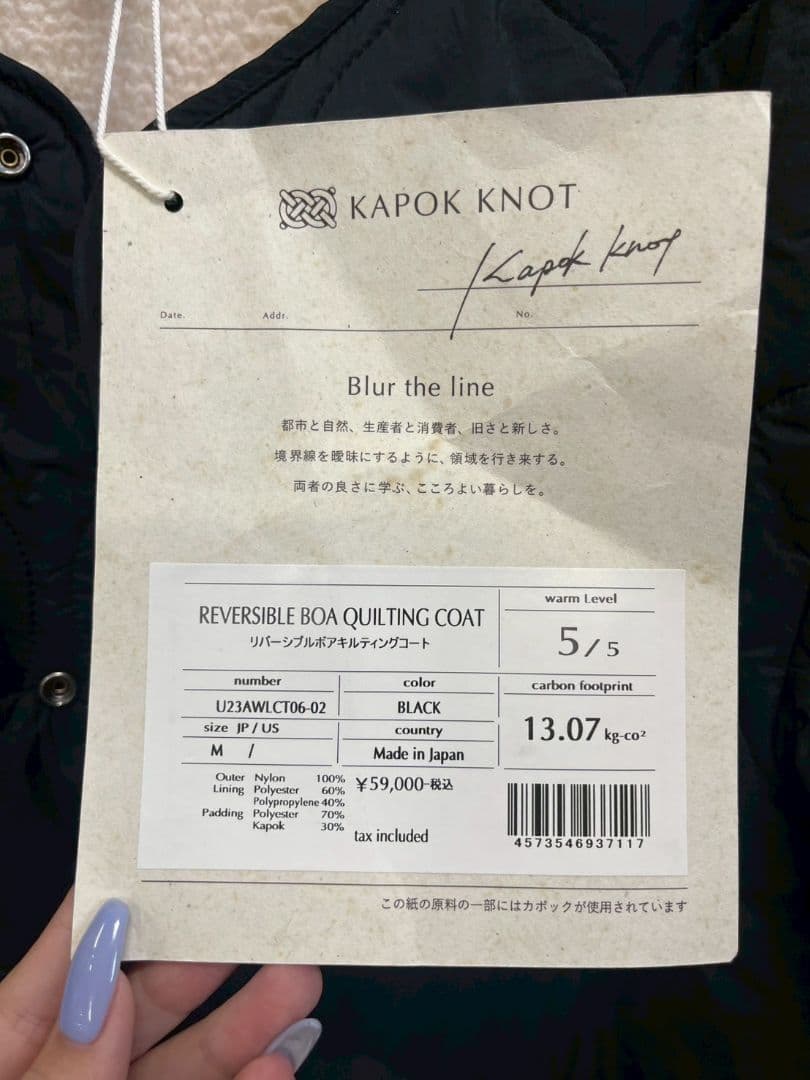 KAPOK KNOT
Kapok Knot
Date. Addr. No.
Blur the line
都市と自然、生産者と消費者、旧さと新しさ。
境界線を曖昧にするように、領域を行き来する。
両者の良さに学ぶ、こころよい暮らしを。
REVERSIBLE BOA QUILTING COAT
リバーシブルボアキルティングコート
warm Level
5/5
number
U23AWLCT06-02
color
BLACK
carbon footprint
13.07 kg-co²
size JP / US
M /
country
Made in Japan
Outer Nylon 100%
Lining Polyester 60%
Polypropylene 40%
Padding Polyester 70%
Kapok 30%
¥59,000-税込
tax included
4573546937117
この紙の原料の一部にはカポックが使用されています